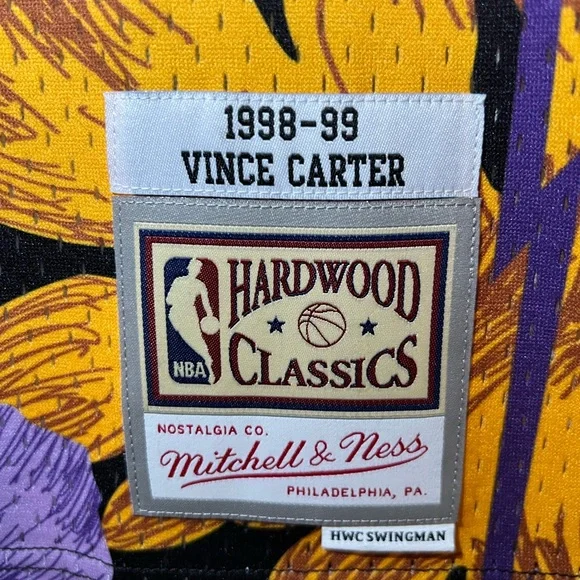 1998-99
VINCE CARTER
HARDWOOD
NBA
CLASSICS
NOSTALGIA CO.
Mitchell & Ness
PHILADELPHIA, PA.
HWC SWINGMAN